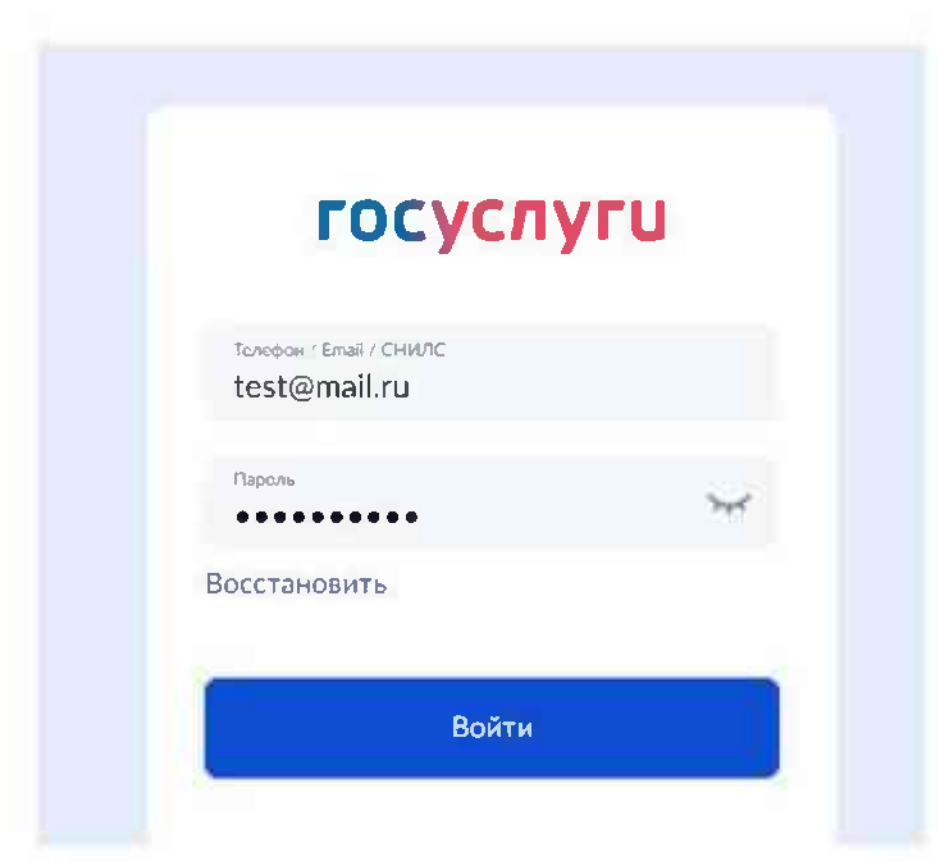 госуслуги
Телефон / Email / СНИЛС
test@mail.ru
Пароль
••••••••••
Восстановить
Войти